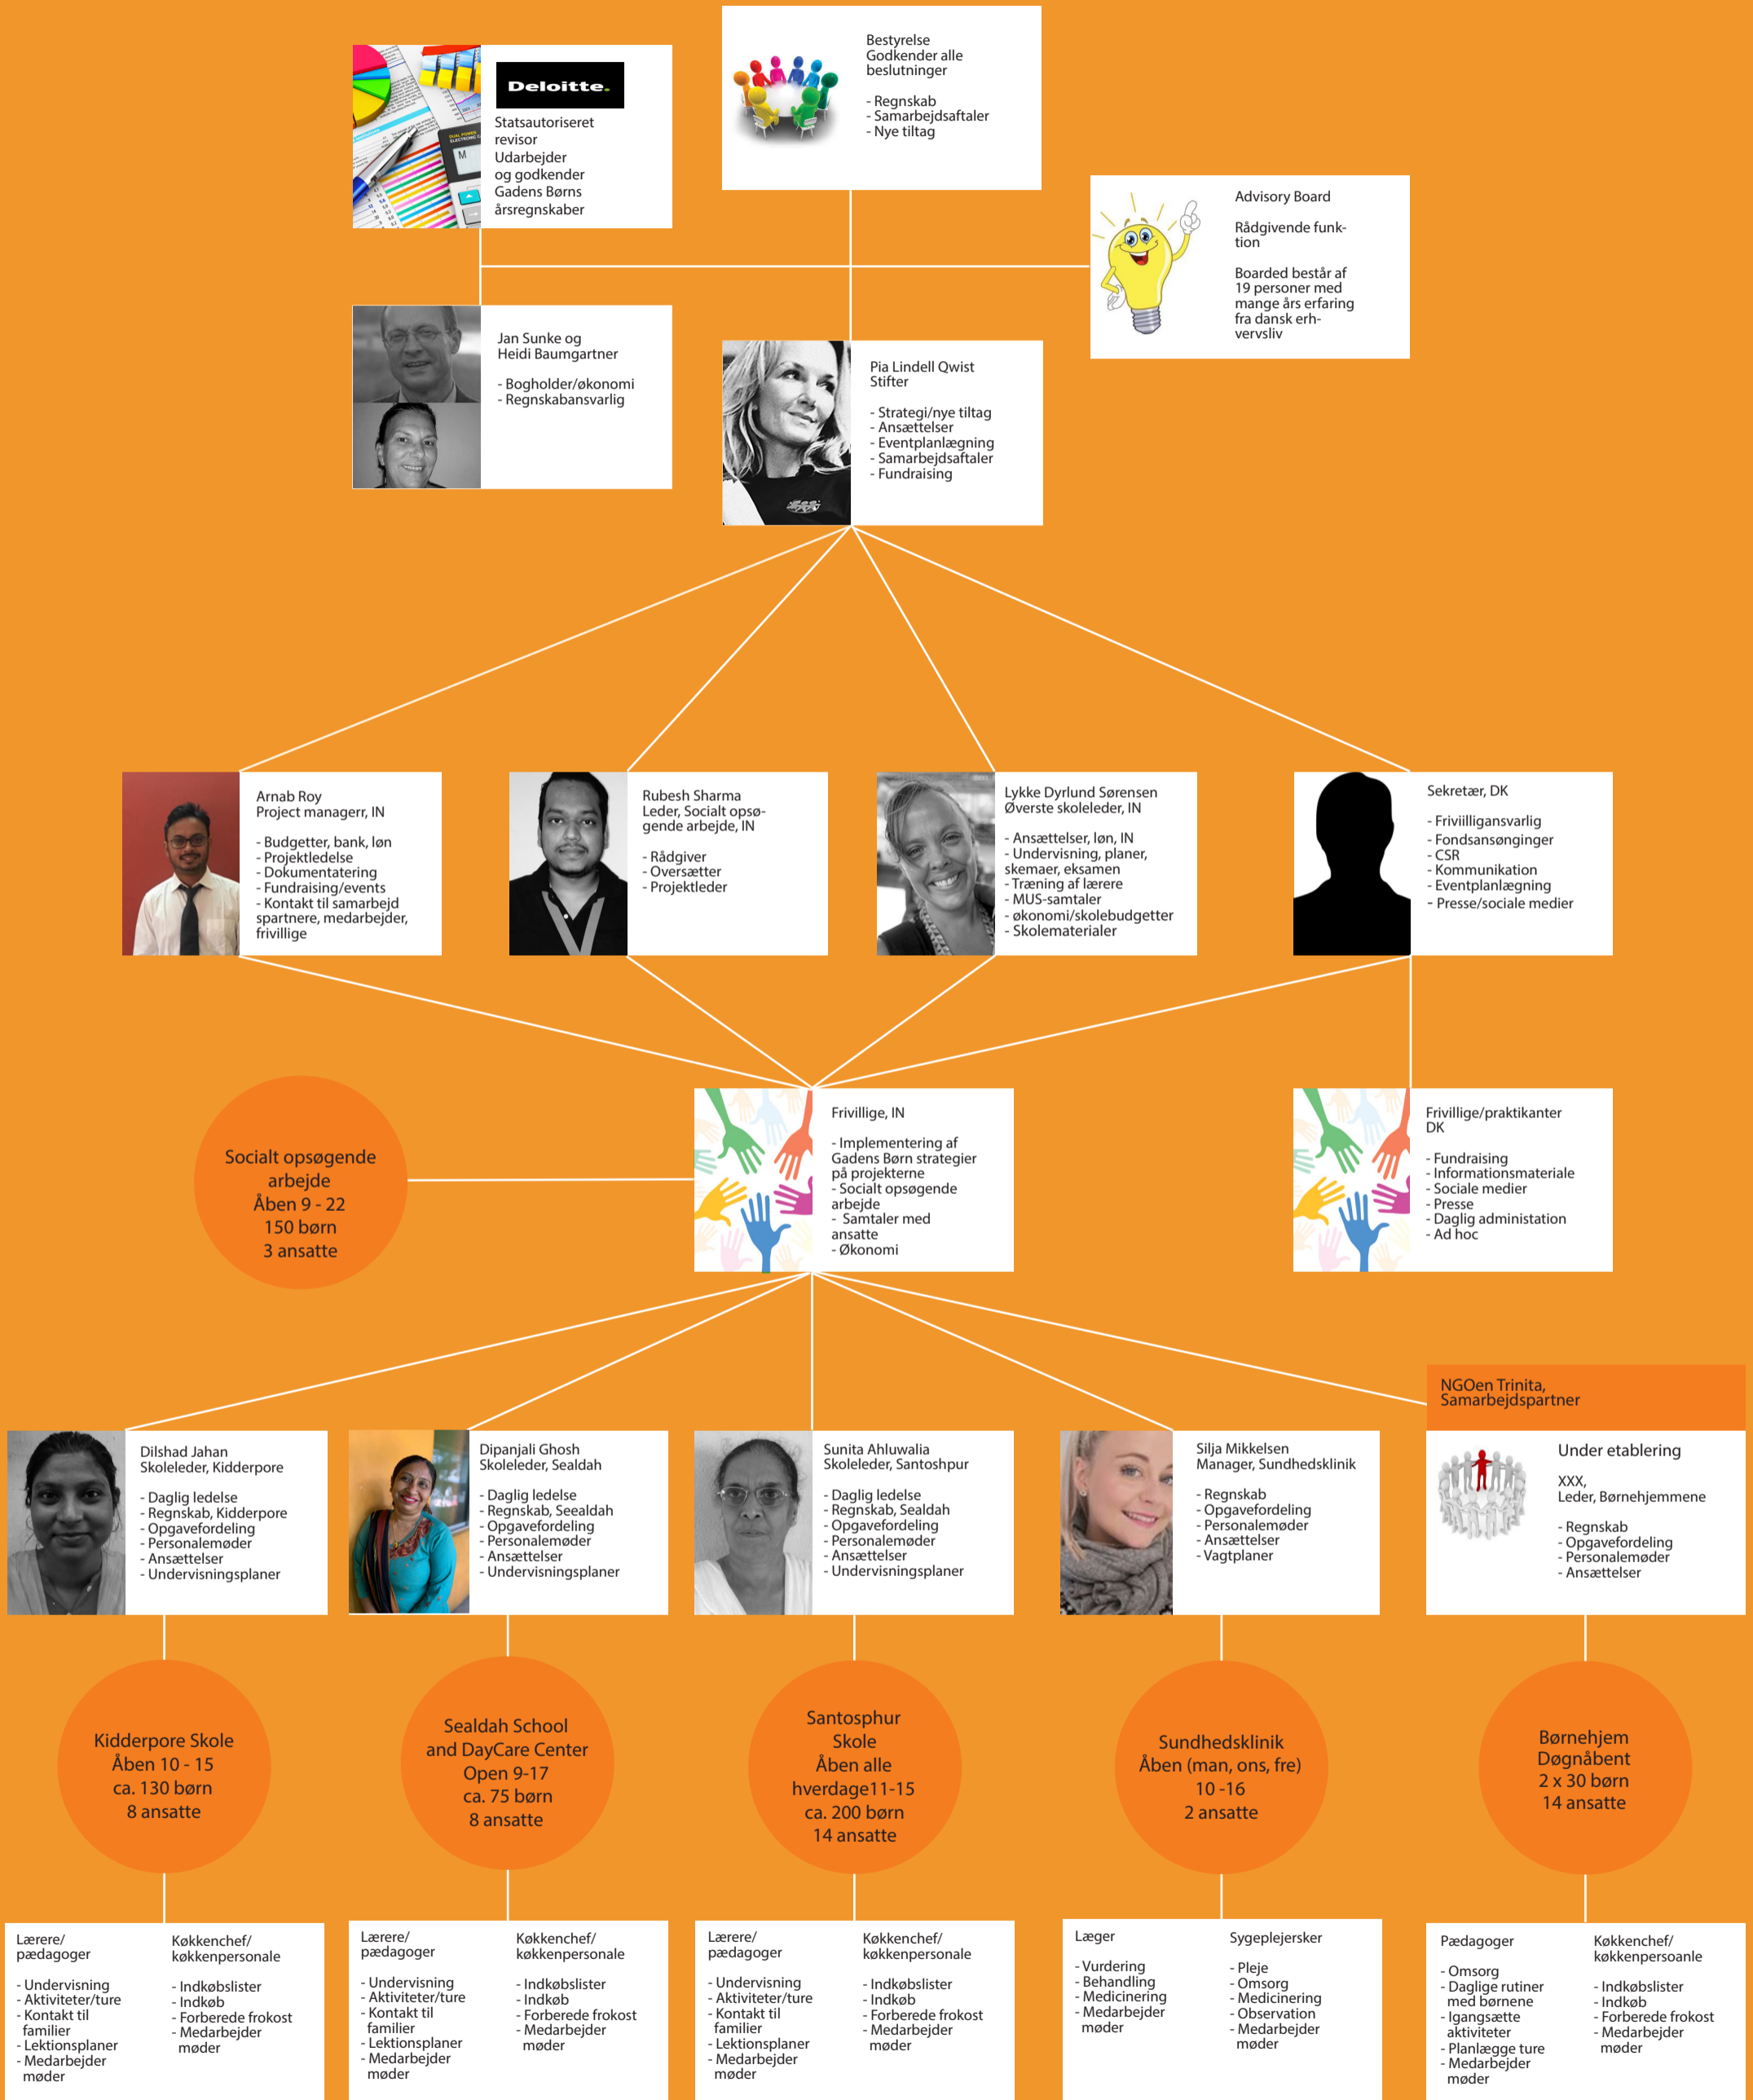 Deloitte.
Statsautoriseret
revisor
Udarbejder
og godkender
Gadens Børns
årsregnskaber
Bestyrelse
Godkender alle
beslutninger
- Regnskab
- Samarbejdsaftaler
- Nye tiltag
Advisory Board
Rådgivende funk-
tion
Boarded består af
19 personer med
mange års erfaring
fra dansk erh-
vervsliv
Jan Sunke og
Heidi Baumgartner
- Bogholder/økonomi
- Regnskabansvarlig
Pia Lindell Qwist
Stifter
- Strategi/nye tiltag
- Ansættelser
- Eventplanlægning
- Samarbejdsaftaler
- Fundraising
Arnab Roy
Project managerr, IN
- Budgetter, bank, løn
- Projektledelse
- Dokumentatering
- Fundraising/events
- Kontakt til samarbejd
spartnere, medarbejder,
frivillige
Rubesh Sharma
Leder, Socialt opsø-
gende arbejde, IN
- Rådgiver
- Oversætter
- Projektleder
Lykke Dyrlund Sørensen
Øverste skoleleder, IN
- Ansættelser, løn, IN
- Undervisning, planer,
skemaer, eksamen
- Træning af lærere
- MUS-samtaler
- økonomi/skolebudgetter
- Skolematerialer
Sekretær, DK
- Friviilligansvarlig
- Fondsansønginger
- CSR
- Kommunikation
- Eventplanlægning
- Presse/sociale medier
Socialt opsøgende
arbejde
Åben 9 - 22
150 børn
3 ansatte
Frivillige, IN
- Implementering af
Gadens Børn strategier
på projekterne
- Socialt opsøgende
arbejde
- Samtaler med
ansatte
- Økonomi
Frivillige/praktikanter
DK
- Fundraising
- Informationsmateriale
- Sociale medier
- Presse
- Daglig administation
- Ad hoc
NGOen Trinita,
Samarbejdspartner
Dilshad Jahan
Skoleleder, Kidderpore
- Daglig ledelse
- Regnskab, Kidderpore
- Opgavefordeling
- Personalemøder
- Ansættelser
- Undervisningsplaner
Dipanjali Ghosh
Skoleleder, Sealdah
- Daglig ledelse
- Regnskab, Seealdah
- Opgavefordeling
- Personalemøder
- Ansættelser
- Undervisningsplaner
Sunita Ahluwalia
Skoleleder, Santoshpur
- Daglig ledelse
- Regnskab, Sealdah
- Opgavefordeling
- Personalemøder
- Ansættelser
- Undervisningsplaner
Silja Mikkelsen
Manager, Sundhedsklinik
- Regnskab
- Opgavefordeling
- Personalemøder
- Ansættelser
- Vagtplaner
Under etablering
XXX,
Leder, Børnehjemmene
- Regnskab
- Opgavefordeling
- Personalemøder
- Ansættelser
Kidderpore Skole
Åben 10 - 15
ca. 130 børn
8 ansatte
Sealdah School
and DayCare Center
Open 9-17
ca. 75 børn
8 ansatte
Santosphur
Skole
Åben alle
hverdage11-15
ca. 200 børn
14 ansatte
Sundhedsklinik
Åben (man, ons, fre)
10 -16
2 ansatte
Børnehjem
Døgnåbent
2 x 30 børn
14 ansatte
Lærere/
pædagoger
- Undervisning
- Aktiviteter/ture
- Kontakt til
familier
- Lektionsplaner
- Medarbejder
møder
Køkkenchef/
køkkenpersonale
- Indkøbslister
- Indkøb
- Forberede frokost
- Medarbejder
møder
Lærere/
pædagoger
- Undervisning
- Aktiviteter/ture
- Kontakt til
familier
- Lektionsplaner
- Medarbejder
møder
Køkkenchef/
køkkenpersonale
- Indkøbslister
- Indkøb
- Forberede frokost
- Medarbejder
møder
Lærere/
pædagoger
- Undervisning
- Aktiviteter/ture
- Kontakt til
familier
- Lektionsplaner
- Medarbejder
møder
Køkkenchef/
køkkenpersonale
- Indkøbslister
- Indkøb
- Forberede frokost
- Medarbejder
møder
Læger
- Vurdering
- Behandling
- Medicinering
- Medarbejder
møder
Sygeplejersker
- Pleje
- Omsorg
- Medicinering
- Observation
- Medarbejder
møder
Pædagoger
- Omsorg
- Daglige rutiner
med børnene
- Igangsætte
aktiviteter
- Planlægge ture
- Medarbejder
møder
Køkkenchef/
køkkenpersoanle
- Indkøbslister
- Indkøb
- Forberede frokost
- Medarbejder
møder